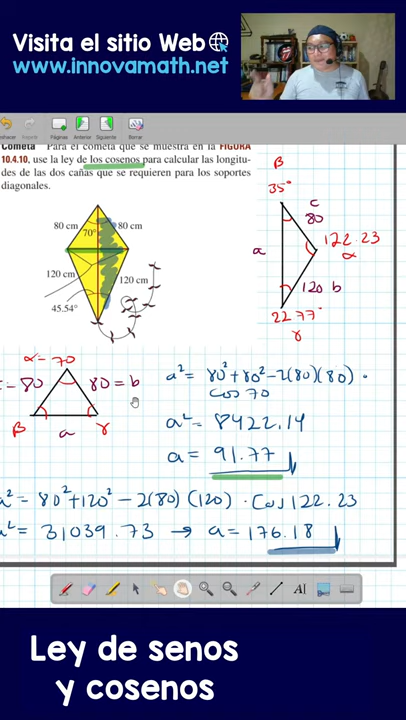 Visita el sitio Web
www.innovamath.net
Importar
Páginas
Anterior
Siguiente
Borrar
Cometa Para el cometa que se muestra en la FIGURA
10.4.10, use la ley de los cosenos para calcular las longitu-
des de las dos cañas que se requieren para los soportes
diagonales.
80 cm
70°
80 cm
120 cm
120 cm
45.54°
B
35°
c
80
122.23
α
a
120 b
22.77°
γ
α = 70
= 80
80 = b
B
a
γ
a² = 80² + 80² - 2(80)(80) ·
cos 70
a² = 8422.14
a = 91.77
a² = 80² + 120² - 2(80)(120) · cos 122.23
a² = 31039.73 → a = 176.18
A
Ley de senos
y cosenos